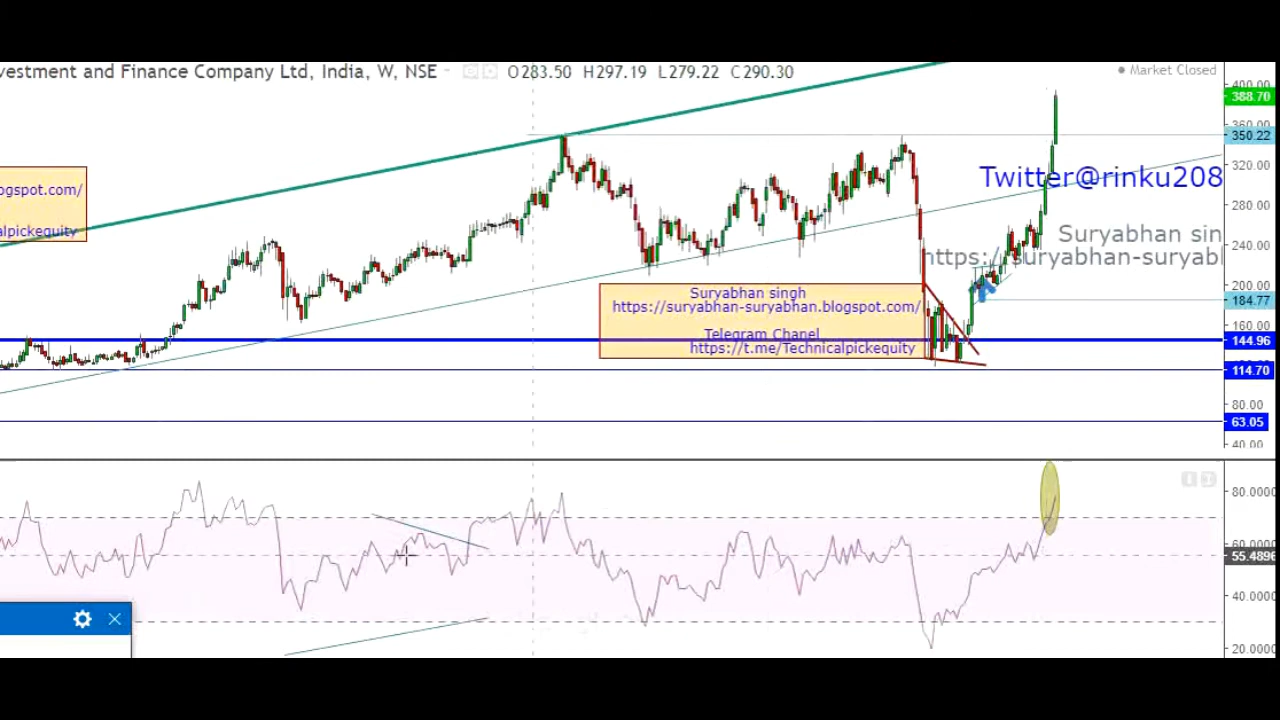 vestment and Finance Company Ltd, India, W, NSE O283.50 H297.19 L279.22 C290.30
Market Closed
400.00
388.70
360.00
350.22
320.00
280.00
240.00
200.00
184.77
160.00
144.96
114.70
80.00
63.05
40.00
ogspot.com/
alpickequity
Twitter@rinku208
Suryabhan sin
https://suryabhan-suryabl
Suryabhan singh
https://suryabhan-suryabhan.blogspot.com/
Telegram Chanel
https://t.me/Technicalpickequity
80.0000
60.0000
55.4896
40.0000
20.0000